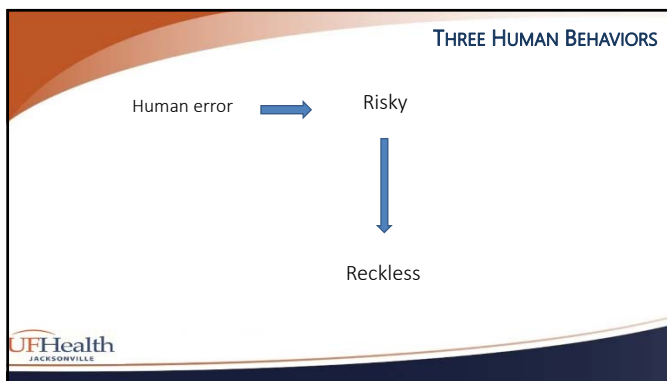 THREE HUMAN BEHAVIORS
Human error
Risky
Reckless
UFHealth
JACKSONVILLE